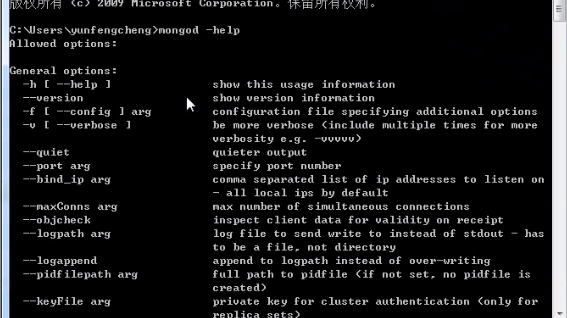 版权所有 (c) 2009 Microsoft Corporation。保留所有权利。
C:\Users\yunfengcheng>mongod -help
Allowed options:
General options:
-h [ --help ] show this usage information
--version show version information
-f [ --config ] arg configuration file specifying additional options
-v [ --verbose ] be more verbose (include multiple times for more
verbosity e.g. -vvvvv)
--quiet quieter output
--port arg specify port number
--bind_ip arg comma separated list of ip addresses to listen on
- all local ips by default
--maxConns arg max number of simultaneous connections
--objcheck inspect client data for validity on receipt
--logpath arg log file to send write to instead of stdout - has
to be a file, not directory
--logappend append to logpath instead of over-writing
--pidfilepath arg full path to pidfile (if not set, no pidfile is
created)
--keyFile arg private key for cluster authentication (only for
replica sets)